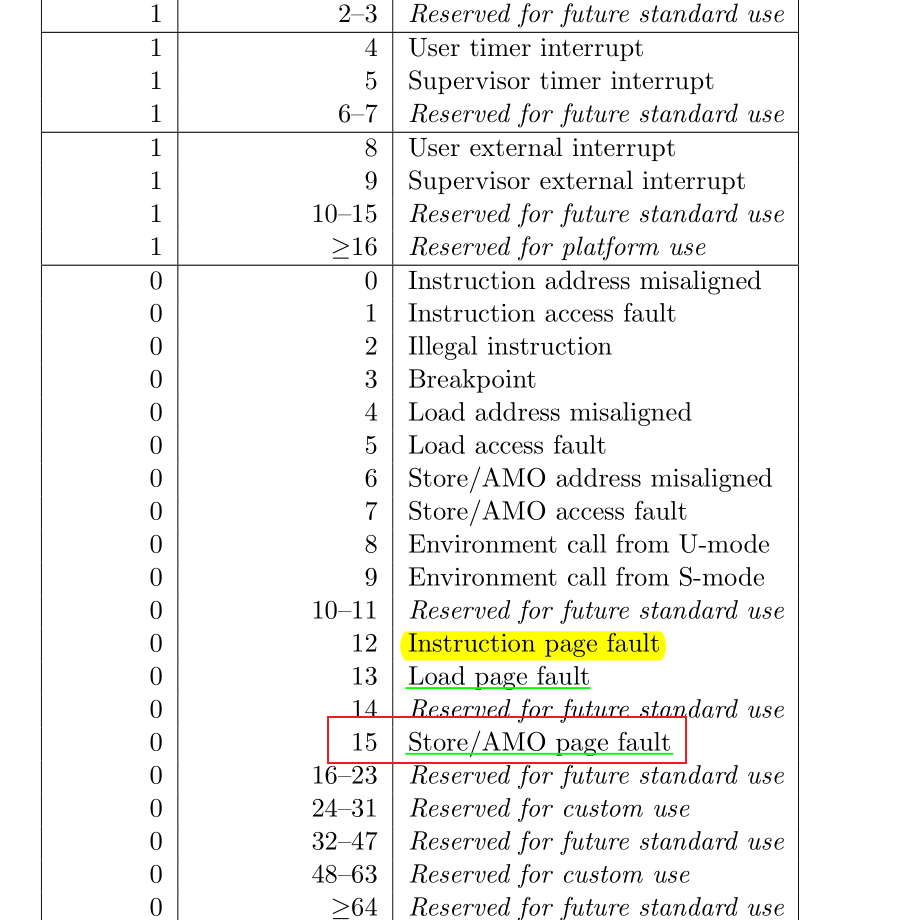 1 2–3 Reserved for future standard use
1 4 User timer interrupt
1 5 Supervisor timer interrupt
1 6–7 Reserved for future standard use
1 8 User external interrupt
1 9 Supervisor external interrupt
1 10–15 Reserved for future standard use
1 ≥16 Reserved for platform use
0 0 Instruction address misaligned
0 1 Instruction access fault
0 2 Illegal instruction
0 3 Breakpoint
0 4 Load address misaligned
0 5 Load access fault
0 6 Store/AMO address misaligned
0 7 Store/AMO access fault
0 8 Environment call from U-mode
0 9 Environment call from S-mode
0 10–11 Reserved for future standard use
0 12 Instruction page fault
0 13 Load page fault
0 14 Reserved for future standard use
0 15 Store/AMO page fault
0 16–23 Reserved for future standard use
0 24–31 Reserved for custom use
0 32–47 Reserved for future standard use
0 48–63 Reserved for custom use
0 ≥64 Reserved for future standard use